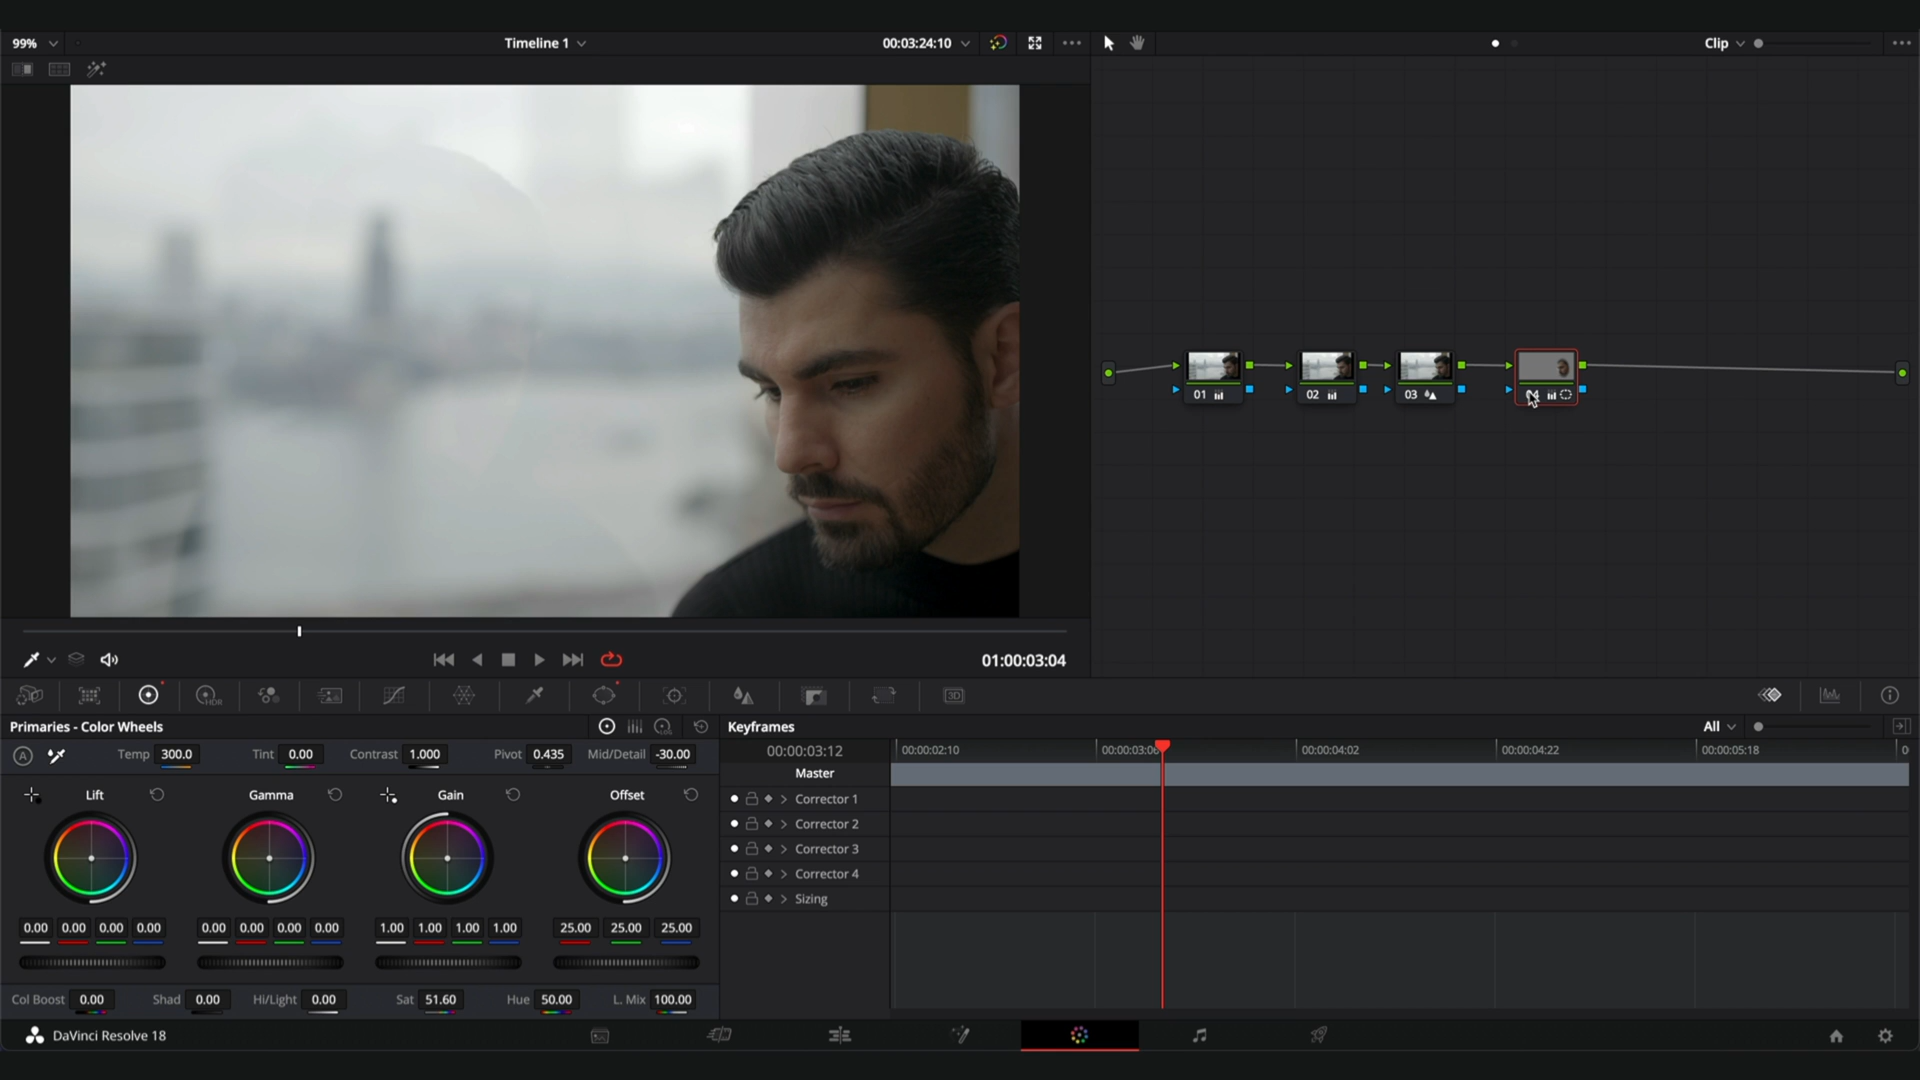 99%
Timeline 1
00:03:24:10
Clip
01
02
03
01:00:03:04
HDR
3D
Primaries - Color Wheels
LOG
Keyframes
All
A
Temp 300.0
Tint 0.00
Contrast 1.000
Pivot 0.435
Mid/Detail -30.00
00:00:03:12
00:00:02:10
00:00:04:02
00:00:04:22
00:00:05:18
Master
Lift
Gamma
Gain
Offset
Corrector 1
Corrector 2
Corrector 3
Corrector 4
Sizing
0.00 0.00 0.00 0.00
0.00 0.00 0.00 0.00
1.00 1.00 1.00 1.00
25.00 25.00 25.00
Col Boost 0.00
Shad 0.00
Hi/Light 0.00
Sat 51.60
Hue 50.00
L. Mix 100.00
DaVinci Resolve 18